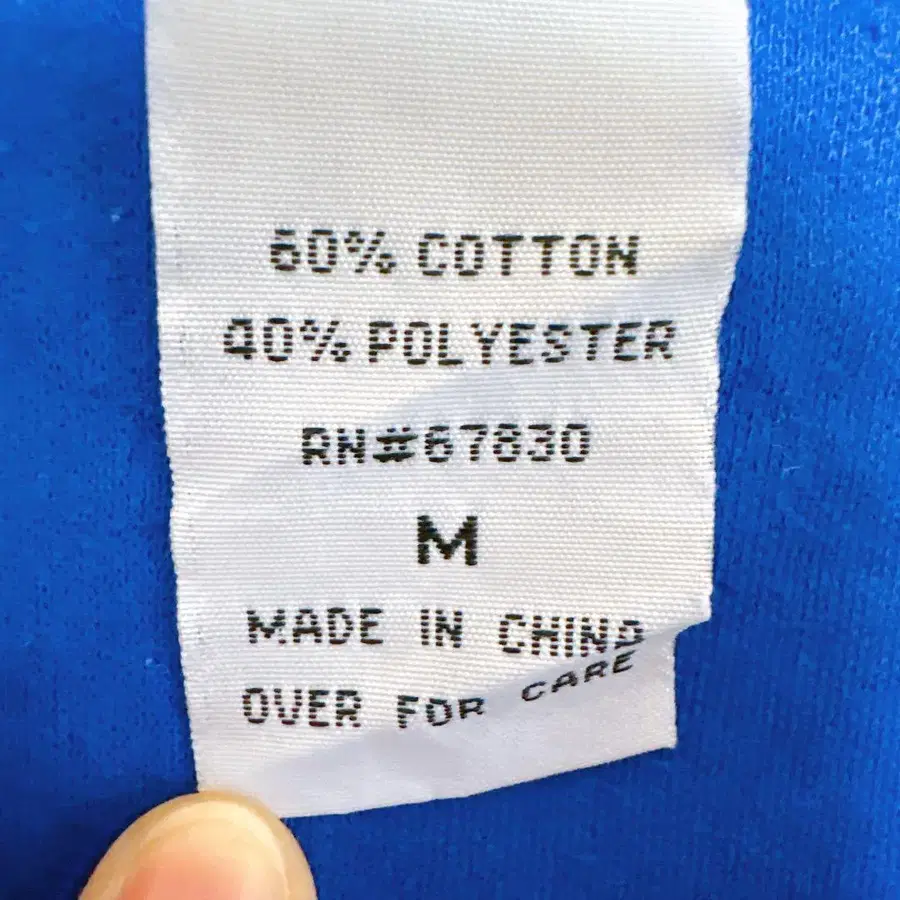 60% COTTON
40% POLYESTER
RN#67830
M
MADE IN CHINA
OVER FOR CARE